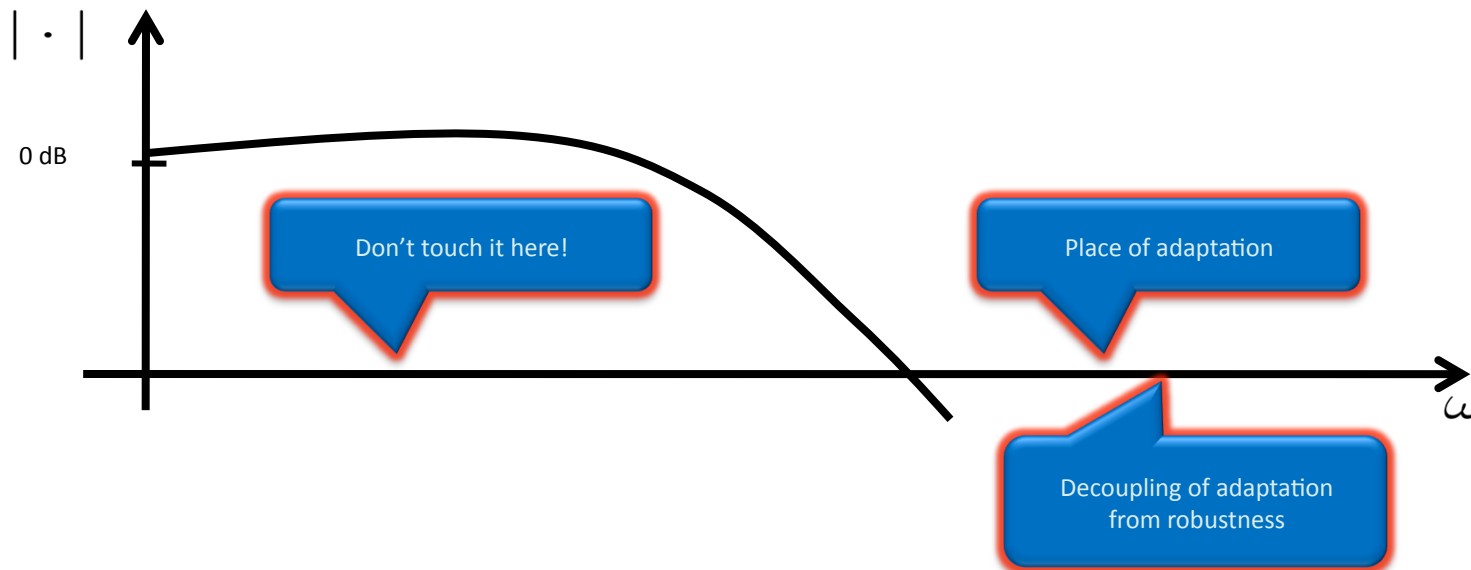 | · |
0 dB
Don’t touch it here!
Place of adaptation
ω
Decoupling of adaptation
from robustness